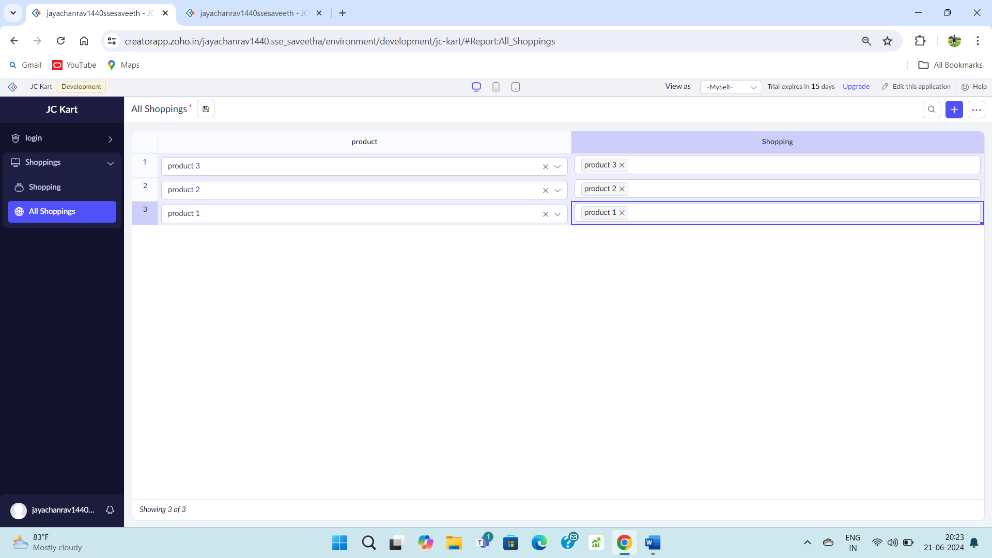 jayachanrav1440ssesaveeth - JC
jayachanrav1440ssesaveeth - JC
creatorapp.zoho.in/jayachanrav1440.sse_saveetha/environment/development/jc-kart/#Report:All_Shoppings
Gmail YouTube Maps All Bookmarks
JC Kart Development View as -MySelf- Trial expires in 15 days Upgrade Edit this application Help
JC Kart
All Shoppings*
login
Shoppings
Shopping
All Shoppings
product Shopping
1 product 3 product 3
2 product 2 product 2
3 product 1 product 1
Showing 3 of 3
jayachanrav1440...
83°F
Mostly cloudy
1
ENG
IN
20:23
21-06-2024